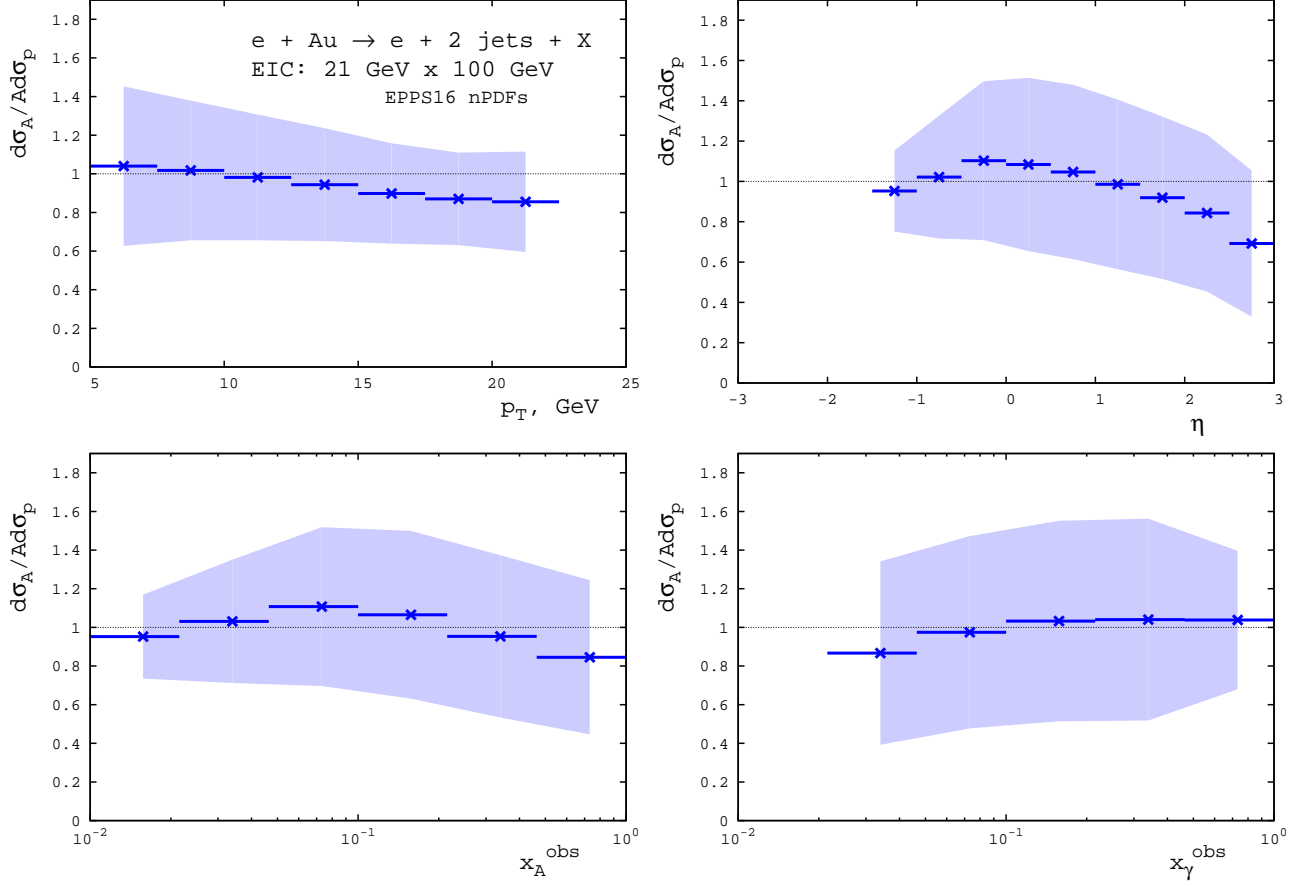 dσ_A/Adσ_p
1.8
1.6
1.4
1.2
1
0.8
0.6
0.4
0.2
0
e + Au → e + 2 jets + X
EIC: 21 GeV x 100 GeV
EPPS16 nPDFs
5 10 15 20 25
p_T, GeV
dσ_A/Adσ_p
1.8
1.6
1.4
1.2
1
0.8
0.6
0.4
0.2
0
-3 -2 -1 0 1 2 3
η
dσ_A/Adσ_p
1.8
1.6
1.4
1.2
1
0.8
0.6
0.4
0.2
0
10^-2 10^-1 10^0
x_A^obs
dσ_A/Adσ_p
1.8
1.6
1.4
1.2
1
0.8
0.6
0.4
0.2
0
10^-2 10^-1 10^0
x_γ^obs